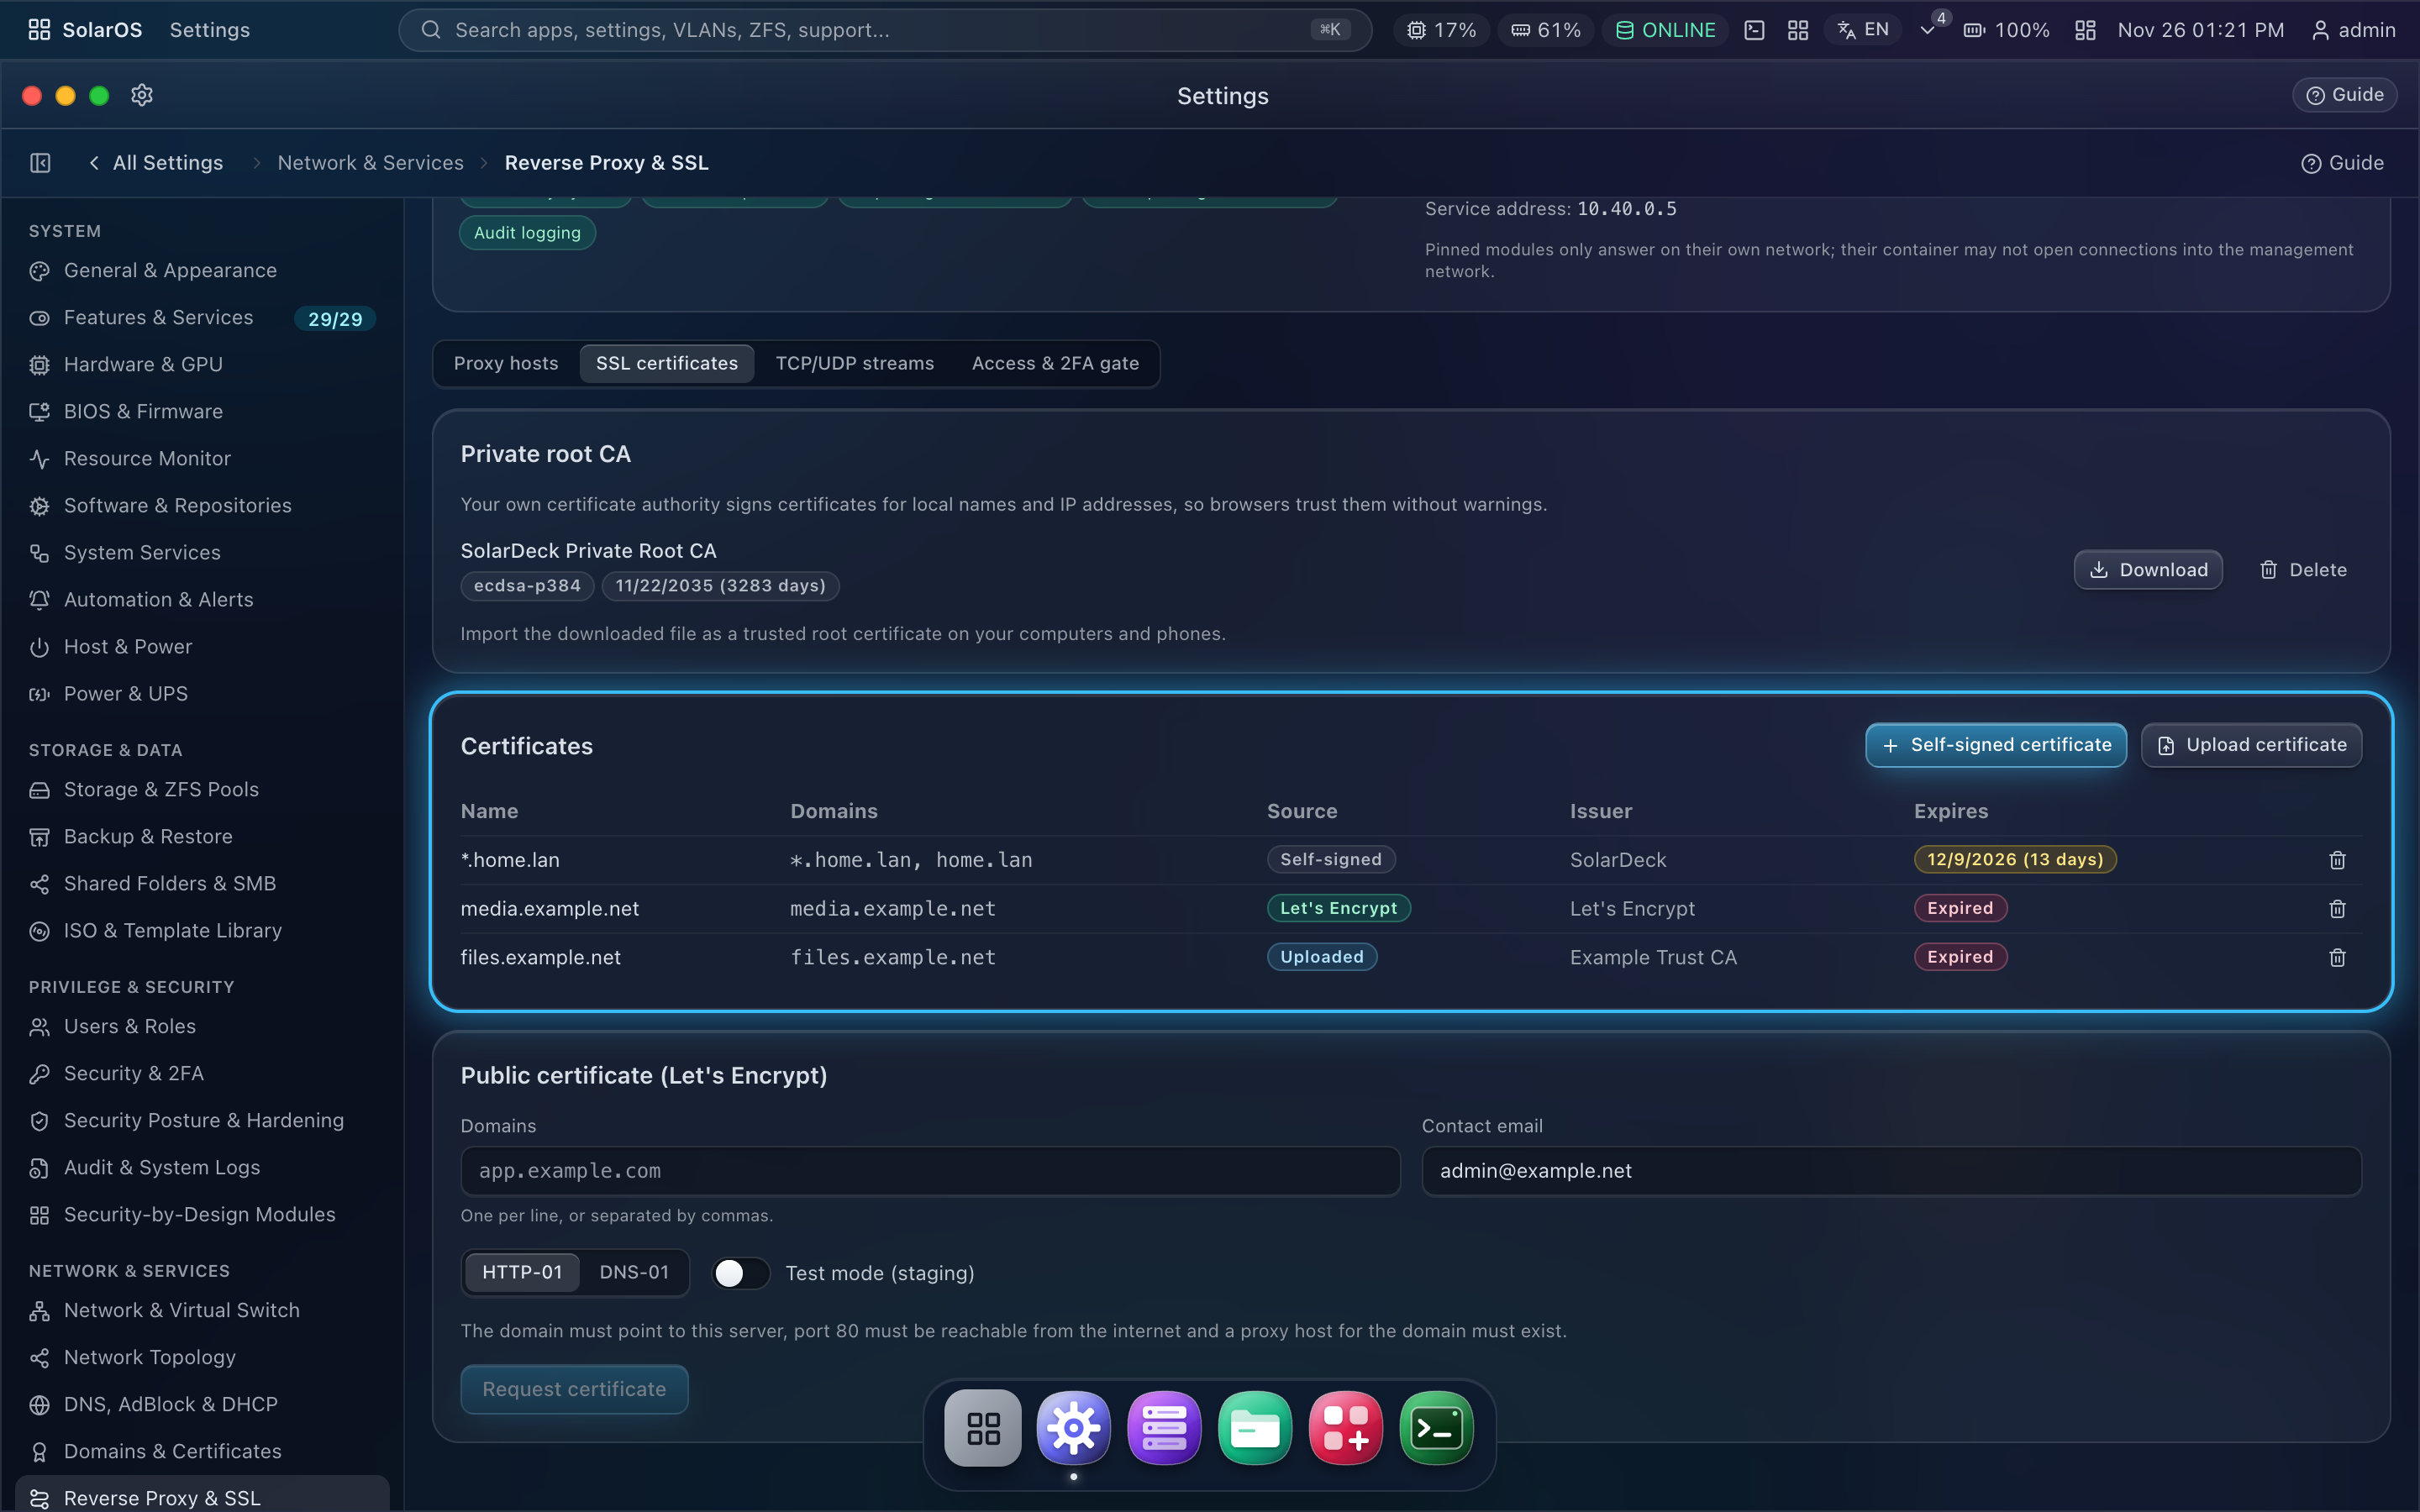 SolarOS Settings Search apps, settings, VLANs, ZFS, support... ⌘K 17% 61% ONLINE EN 4 100% Nov 26 01:21 PM admin
Settings Guide
All Settings Network & Services Reverse Proxy & SSL Guide
SYSTEM
General & Appearance
Features & Services 29/29
Hardware & GPU
BIOS & Firmware
Resource Monitor
Software & Repositories
System Services
Automation & Alerts
Host & Power
Power & UPS
STORAGE & DATA
Storage & ZFS Pools
Backup & Restore
Shared Folders & SMB
ISO & Template Library
PRIVILEGE & SECURITY
Users & Roles
Security & 2FA
Security Posture & Hardening
Audit & System Logs
Security-by-Design Modules
NETWORK & SERVICES
Network & Virtual Switch
Network Topology
DNS, AdBlock & DHCP
Domains & Certificates
Reverse Proxy & SSL
Audit logging
Service address: 10.40.0.5
Pinned modules only answer on their own network; their container may not open connections into the management
network.
Proxy hosts SSL certificates TCP/UDP streams Access & 2FA gate
Private root CA
Your own certificate authority signs certificates for local names and IP addresses, so browsers trust them without warnings.
SolarDeck Private Root CA
ecdsa-p384 11/22/2035 (3283 days)
Download Delete
Import the downloaded file as a trusted root certificate on your computers and phones.
Certificates Self-signed certificate Upload certificate
Name Domains Source Issuer Expires
*.home.lan *.home.lan, home.lan Self-signed SolarDeck 12/9/2026 (13 days)
media.example.net media.example.net Let's Encrypt Let's Encrypt Expired
files.example.net files.example.net Uploaded Example Trust CA Expired
Public certificate (Let's Encrypt)
Domains Contact email
app.example.com admin@example.net
One per line, or separated by commas.
HTTP-01 DNS-01 Test mode (staging)
The domain must point to this server, port 80 must be reachable from the internet and a proxy host for the domain must exist.
Request certificate